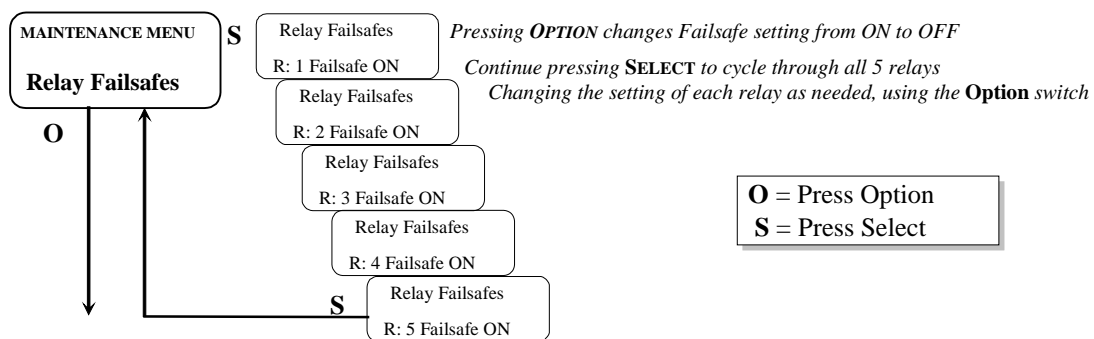 MAINTENANCE MENU
Relay Failsafes
O
S
Relay Failsafes
R: 1 Failsafe ON
Pressing OPTION changes Failsafe setting from ON to OFF
Continue pressing SELECT to cycle through all 5 relays
Changing the setting of each relay as needed, using the Option switch
Relay Failsafes
R: 2 Failsafe ON
Relay Failsafes
R: 3 Failsafe ON
Relay Failsafes
R: 4 Failsafe ON
S
Relay Failsafes
R: 5 Failsafe ON
O = Press Option
S = Press Select